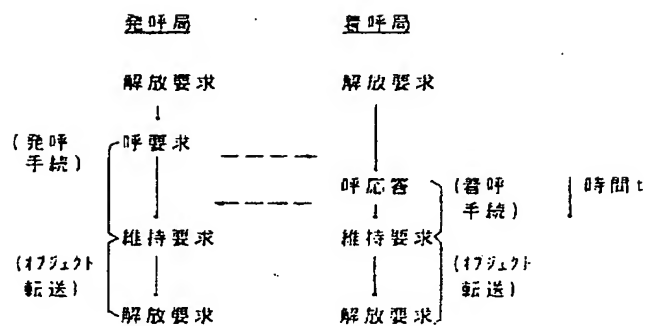 発呼局 着呼局
解放要求 解放要求
(発呼
手続)
呼要求
呼応答
(着呼
手続)
時間t
維持要求 維持要求
(オブジェクト
転送)
(オブジェクト
転送)
解放要求 解放要求